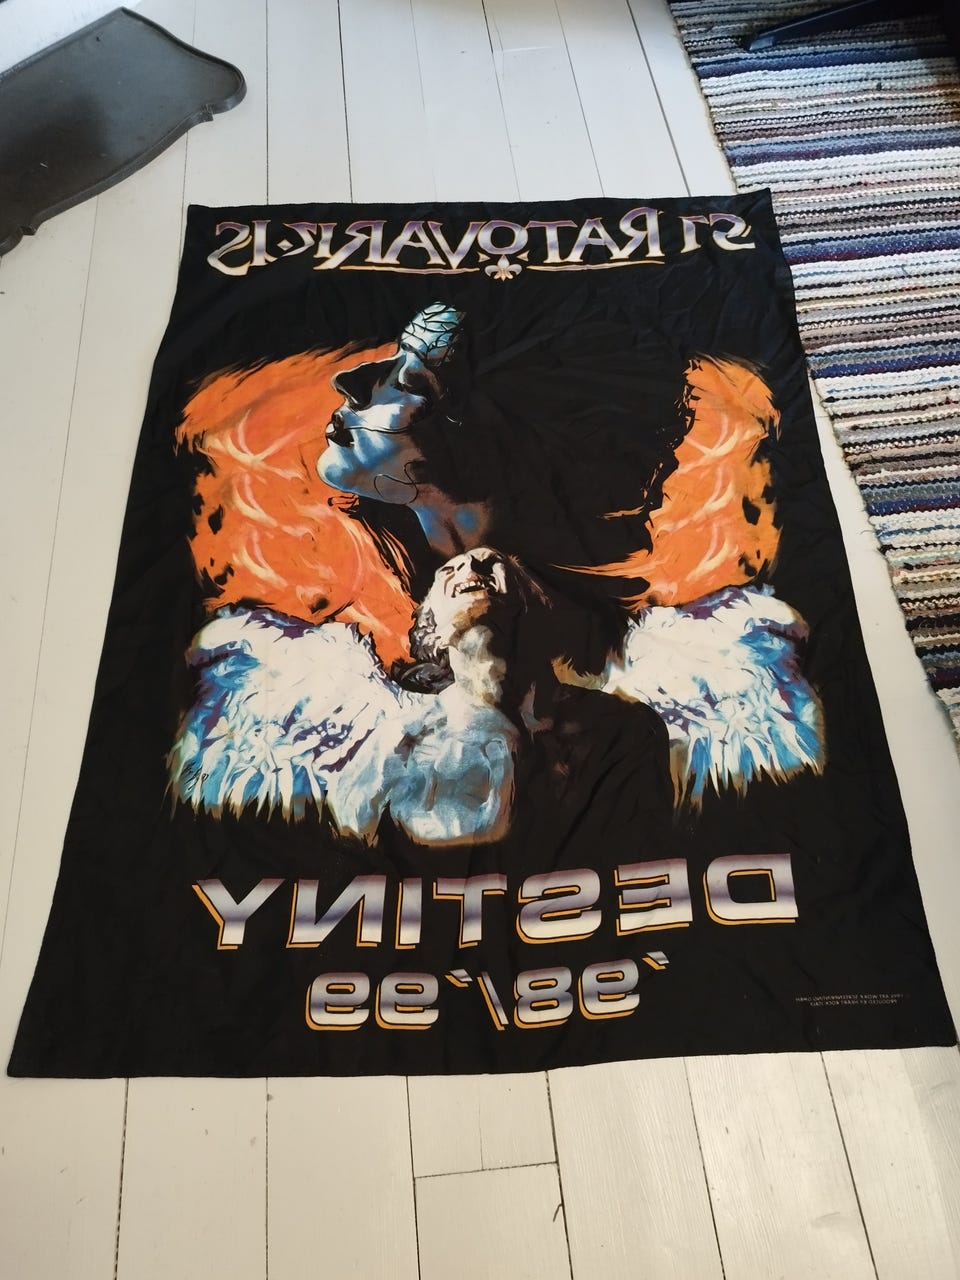 STRATOVARIUS
DESTINY
'98/'99